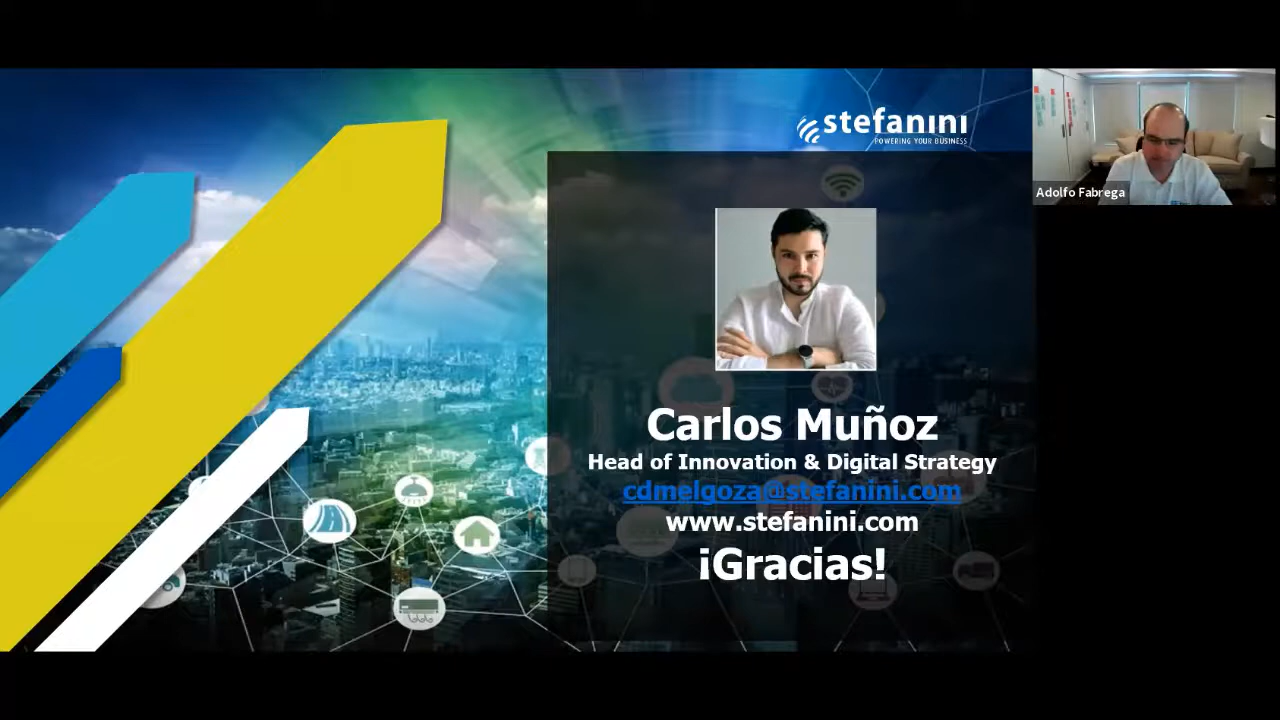 stefanini
POWERING YOUR BUSINESS
Adolfo Fabrega
Carlos Muñoz
Head of Innovation & Digital Strategy
cdmelgoza@stefanini.com
www.stefanini.com
¡Gracias!